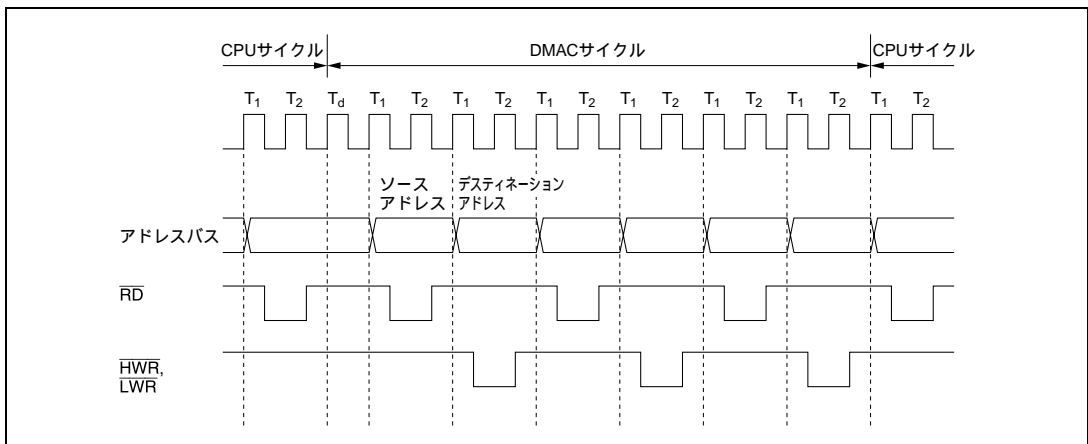 CPUサイクル DMACサイクル CPUサイクル
T1 T2 Td T1 T2 T1 T2 T1 T2 T1 T2 T1 T2 T1 T2 T1 T2
ソース デスティネーション
アドレス アドレス
アドレスバス
RD
HWR,
LWR